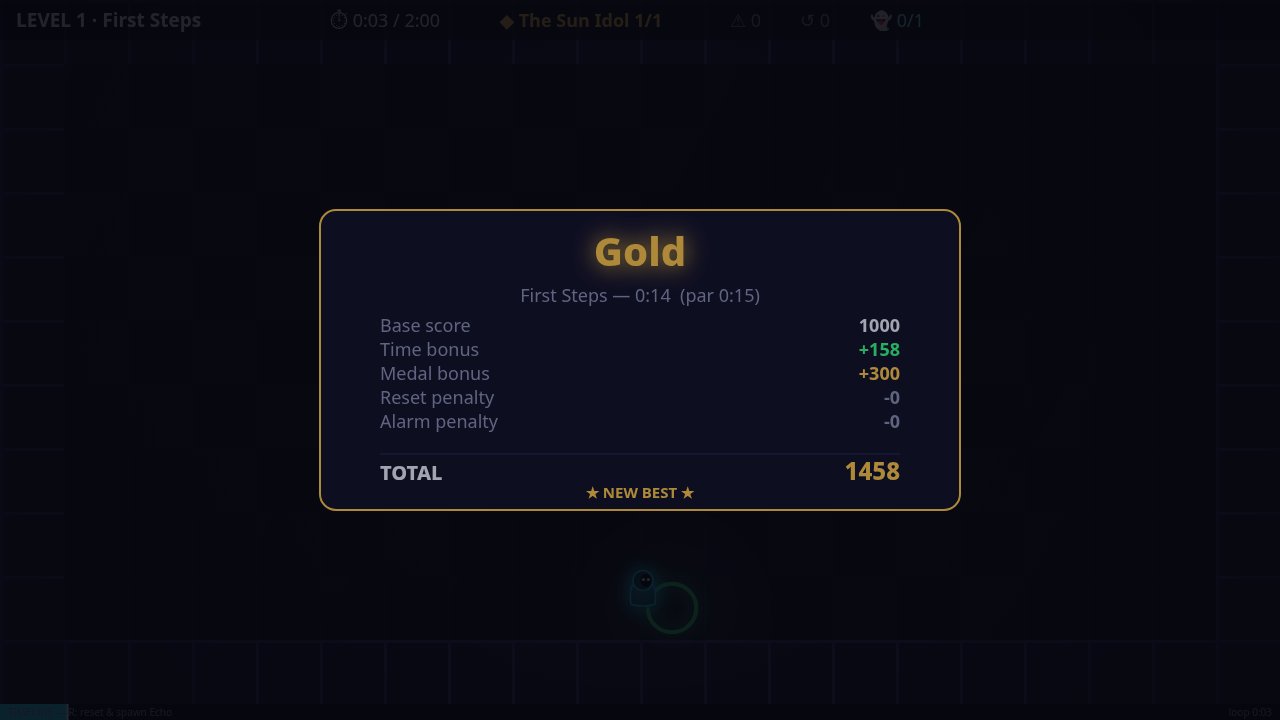 LEVEL 1 · First Steps
⏱ 0:03 / 2:00
◆ The Sun Idol 1/1
⚠ 0
↺ 0
👻 0/1
Gold
First Steps — 0:14 (par 0:15)
Base score 1000
Time bonus +158
Medal bonus +300
Reset penalty -0
Alarm penalty -0
TOTAL 1458
★ NEW BEST ★
R: reset & spawn Echo
loop 0:03